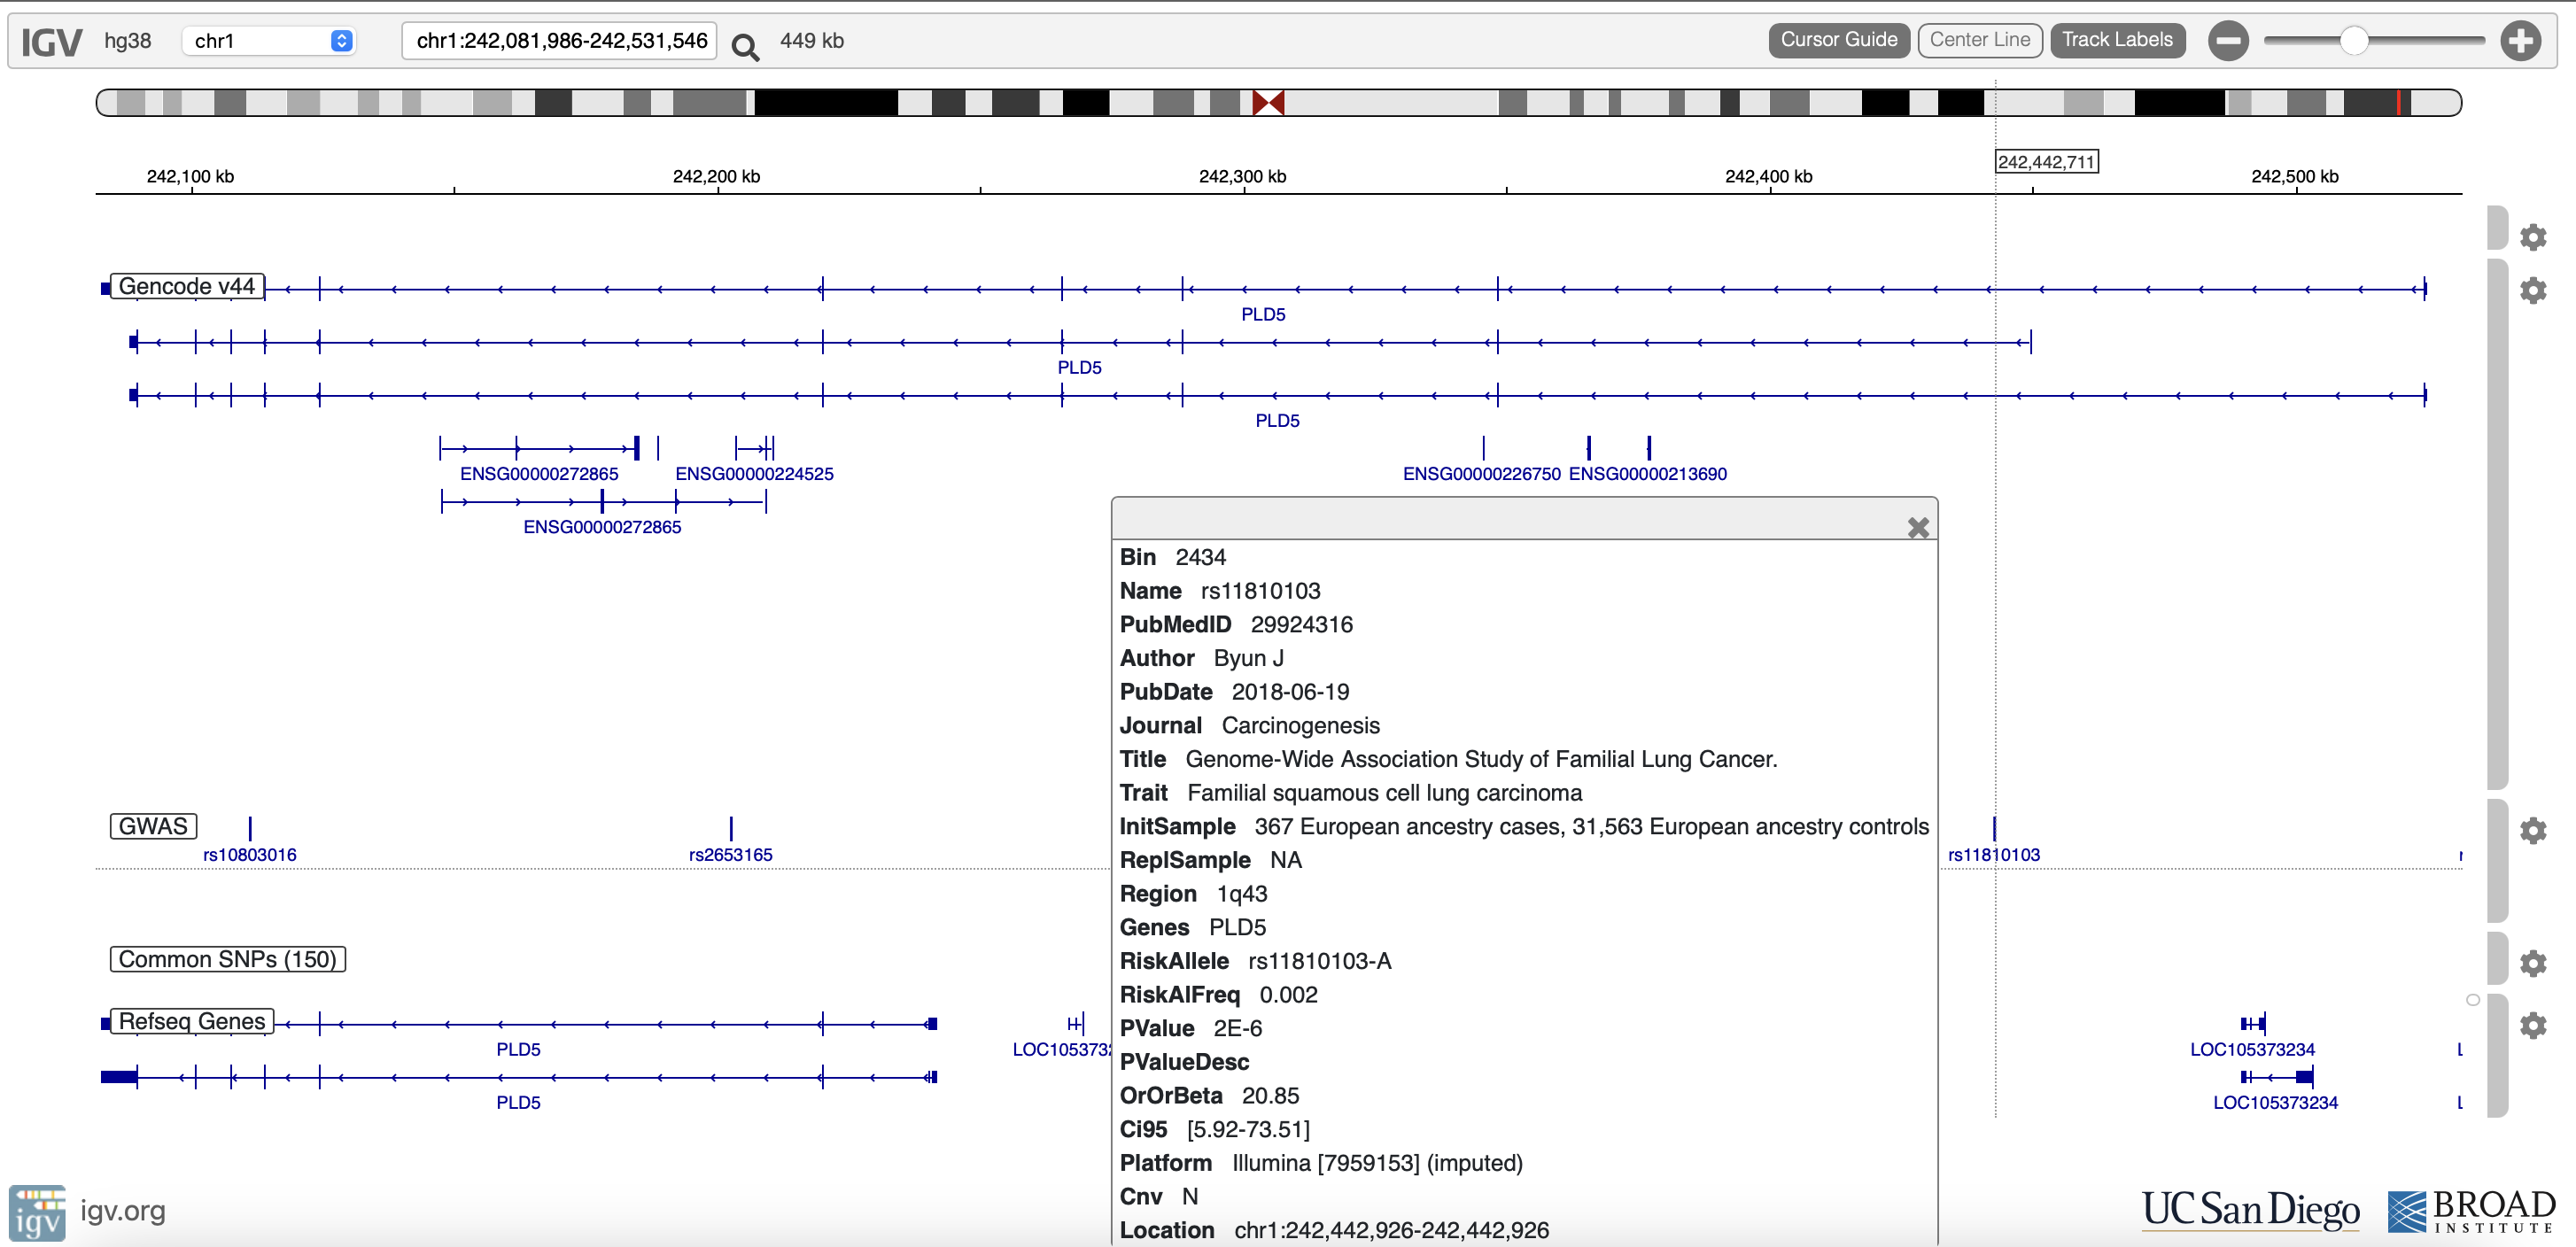 IGV hg38 chr1 chr1:242,081,986-242,531,546 449 kb Cursor Guide Center Line Track Labels
242,442,711
242,100 kb 242,200 kb 242,300 kb 242,400 kb 242,500 kb
Gencode v44
PLD5
PLD5
PLD5
ENSG00000272865 ENSG00000224525 ENSG00000226750 ENSG00000213690
ENSG00000272865
Bin 2434
Name rs11810103
PubMedID 29924316
Author Byun J
PubDate 2018-06-19
Journal Carcinogenesis
Title Genome-Wide Association Study of Familial Lung Cancer.
Trait Familial squamous cell lung carcinoma
InitSample 367 European ancestry cases, 31,563 European ancestry controls
ReplSample NA
Region 1q43
Genes PLD5
RiskAllele rs11810103-A
RiskAlFreq 0.002
PValue 2E-6
PValueDesc
OrOrBeta 20.85
Ci95 [5.92-73.51]
Platform Illumina [7959153] (imputed)
Cnv N
Location chr1:242,442,926-242,442,926
GWAS
rs10803016 rs2653165 rs11810103
Common SNPs (150)
Refseq Genes
PLD5 LOC1053732 LOC105373234
PLD5 LOC105373234
igv igv.org UC San Diego BROAD
INSTITUTE